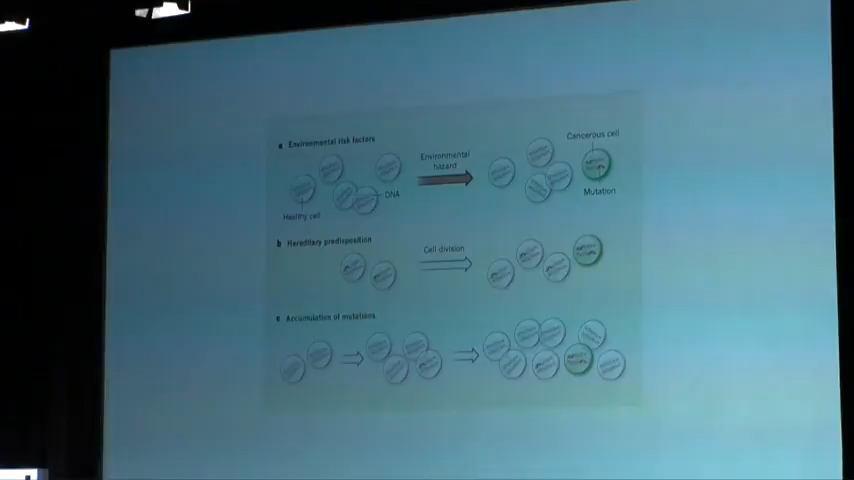 a Environmental risk factors
Cancerous cell
Environmental
hazard
DNA
Mutation
Healthy cell
b Hereditary predisposition
Cell division
c Accumulation of mutations